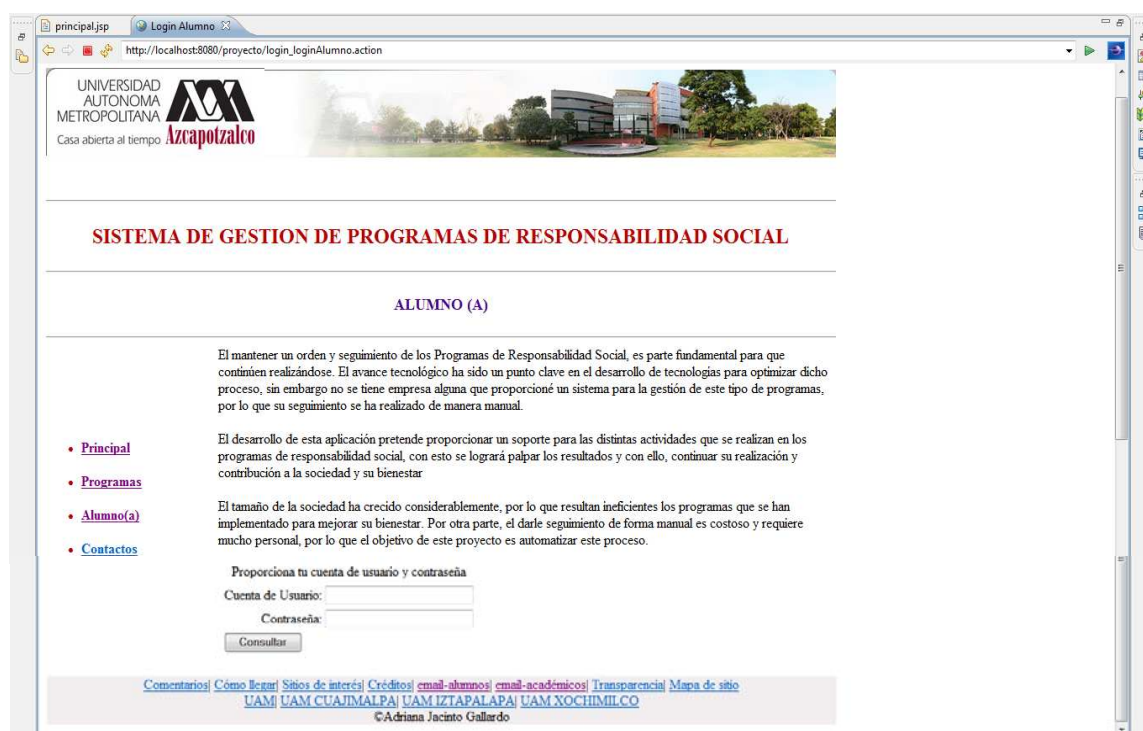 principal.jsp
Login Alumno
http://localhost:8080/proyecto/login_loginAlumno.action
UNIVERSIDAD
AUTONOMA
METROPOLITANA
Casa abierta al tiempo Azcapotzalco
SISTEMA DE GESTION DE PROGRAMAS DE RESPONSABILIDAD SOCIAL
ALUMNO (A)
El mantener un orden y seguimiento de los Programas de Responsabilidad Social, es parte fundamental para que
continúen realizándose. El avance tecnológico ha sido un punto clave en el desarrollo de tecnologias para optimizar dicho
proceso, sin embargo no se tiene empresa alguna que proporcioné un sistema para la gestión de este tipo de programas,
por lo que su seguimiento se ha realizado de manera manual.
El desarrollo de esta aplicación pretende proporcionar un soporte para las distintas actividades que se realizan en los
programas de responsabilidad social, con esto se logrará palpar los resultados y con ello, continuar su realización y
contribución a la sociedad y su bienestar
El tamaño de la sociedad ha crecido considerablemente, por lo que resultan ineficientes los programas que se han
implementado para mejorar su bienestar. Por otra parte, el darle seguimiento de forma manual es costoso y requiere
mucho personal, por lo que el objetivo de este proyecto es automatizar este proceso.
Principal
Programas
Alumno(a)
Contactos
Proporciona tu cuenta de usuario y contraseña
Cuenta de Usuario:
Contraseña:
Consultar
Comentarios| Cómo llegar| Sitios de interés| Créditos| email-alumnos| email-académicos| Transparencia| Mapa de sitio
UAM| UAM CUAJIMALPA| UAM IZTAPALAPA| UAM XOCHIMILCO
©Adriana Jacinto Gallardo